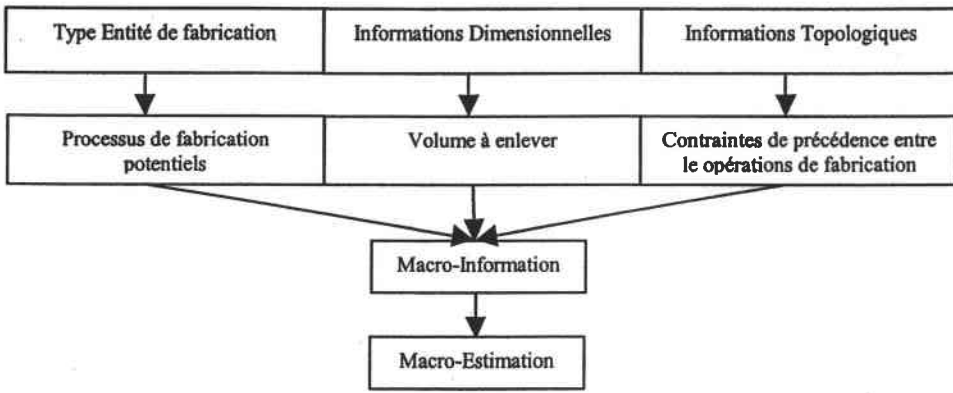 Type Entité de fabrication
Informations Dimensionnelles
Informations Topologiques
Processus de fabrication
potentiels
Volume à enlever
Contraintes de précédence entre
le opérations de fabrication
Macro-Information
Macro-Estimation